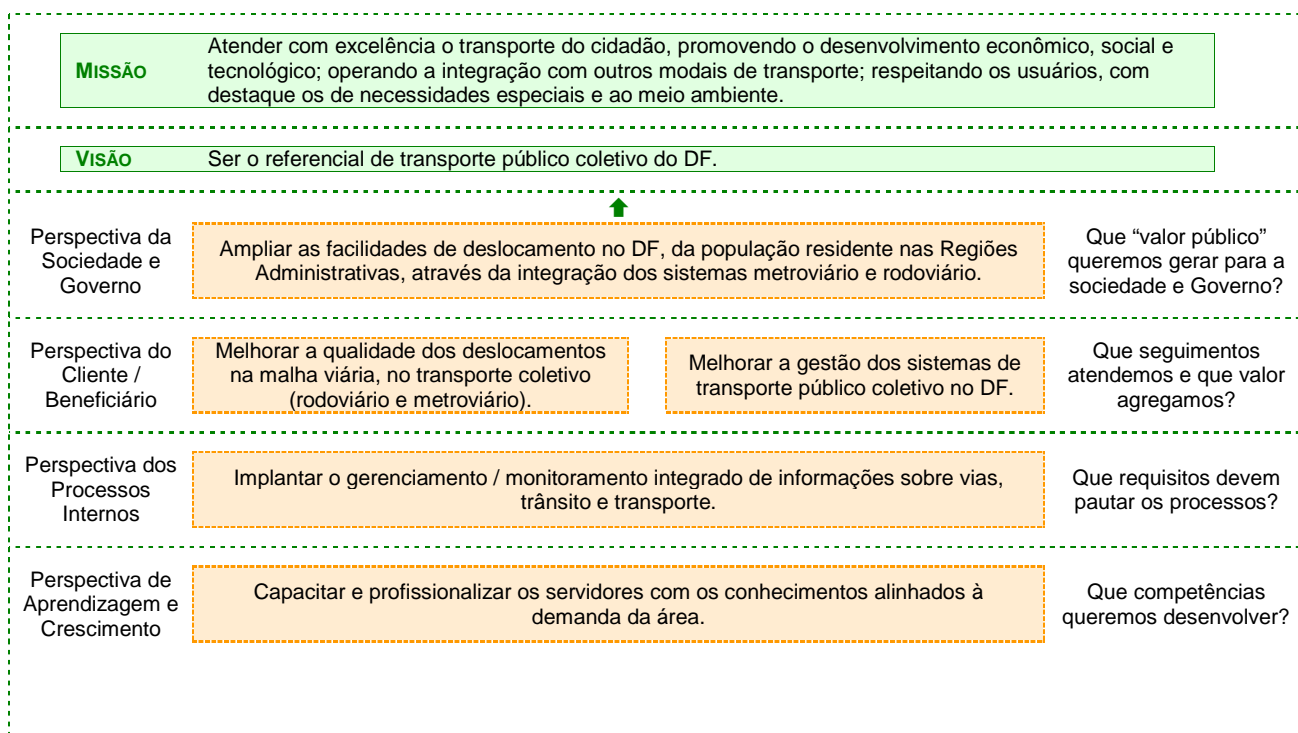 MISSÃO
Atender com excelência o transporte do cidadão, promovendo o desenvolvimento econômico, social e
tecnológico; operando a integração com outros modais de transporte; respeitando os usuários, com
destaque os de necessidades especiais e ao meio ambiente.
VISÃO
Ser o referencial de transporte público coletivo do DF.
Perspectiva da
Sociedade e
Governo
Ampliar as facilidades de deslocamento no DF, da população residente nas Regiões
Administrativas, através da integração dos sistemas metroviário e rodoviário.
Que “valor público”
queremos gerar para a
sociedade e Governo?
Perspectiva do
Cliente /
Beneficiário
Melhorar a qualidade dos deslocamentos
na malha viária, no transporte coletivo
(rodoviário e metroviário).
Melhorar a gestão dos sistemas de
transporte público coletivo no DF.
Que seguimentos
atendemos e que valor
agregamos?
Perspectiva dos
Processos
Internos
Implantar o gerenciamento / monitoramento integrado de informações sobre vias,
trânsito e transporte.
Que requisitos devem
pautar os processos?
Perspectiva de
Aprendizagem e
Crescimento
Capacitar e profissionalizar os servidores com os conhecimentos alinhados à
demanda da área.
Que competências
queremos desenvolver?